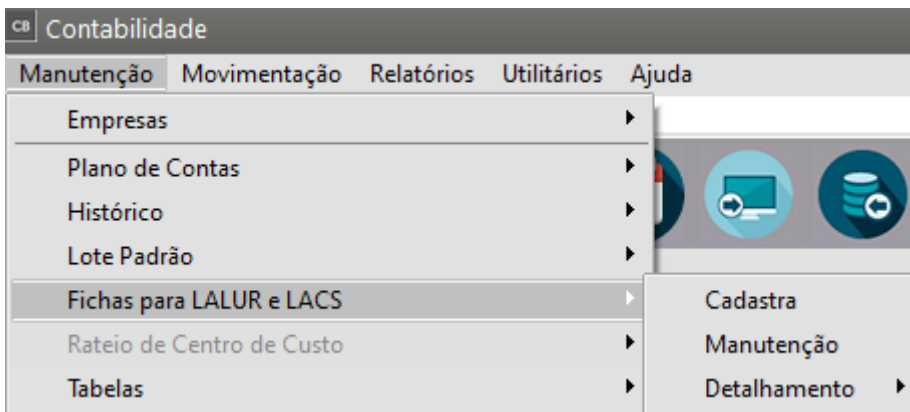 CB Contabilidade
Manutenção Movimentação Relatórios Utilitários Ajuda
Empresas
Plano de Contas
Histórico
Lote Padrão
Fichas para LALUR e LACS
Cadastra
Rateio de Centro de Custo
Manutenção
Tabelas
Detalhamento